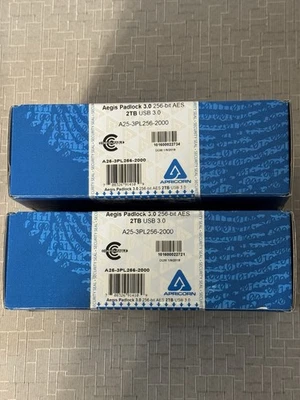 Aegis Padlock 3.0 256-bit AES
2TB USB 3.0
A25-3PL256-2000
101600022734
A25-3PL256-2000
APRICORN
Aegis Padlock 3.0 256-bit AES 2TB USB 3.0
Aegis Padlock 3.0 256-bit AES
2TB USB 3.0
A25-3PL256-2000
101600022721
A25-3PL256-2000
APRICORN
Aegis Padlock 3.0 256-bit AES 2TB USB 3.0